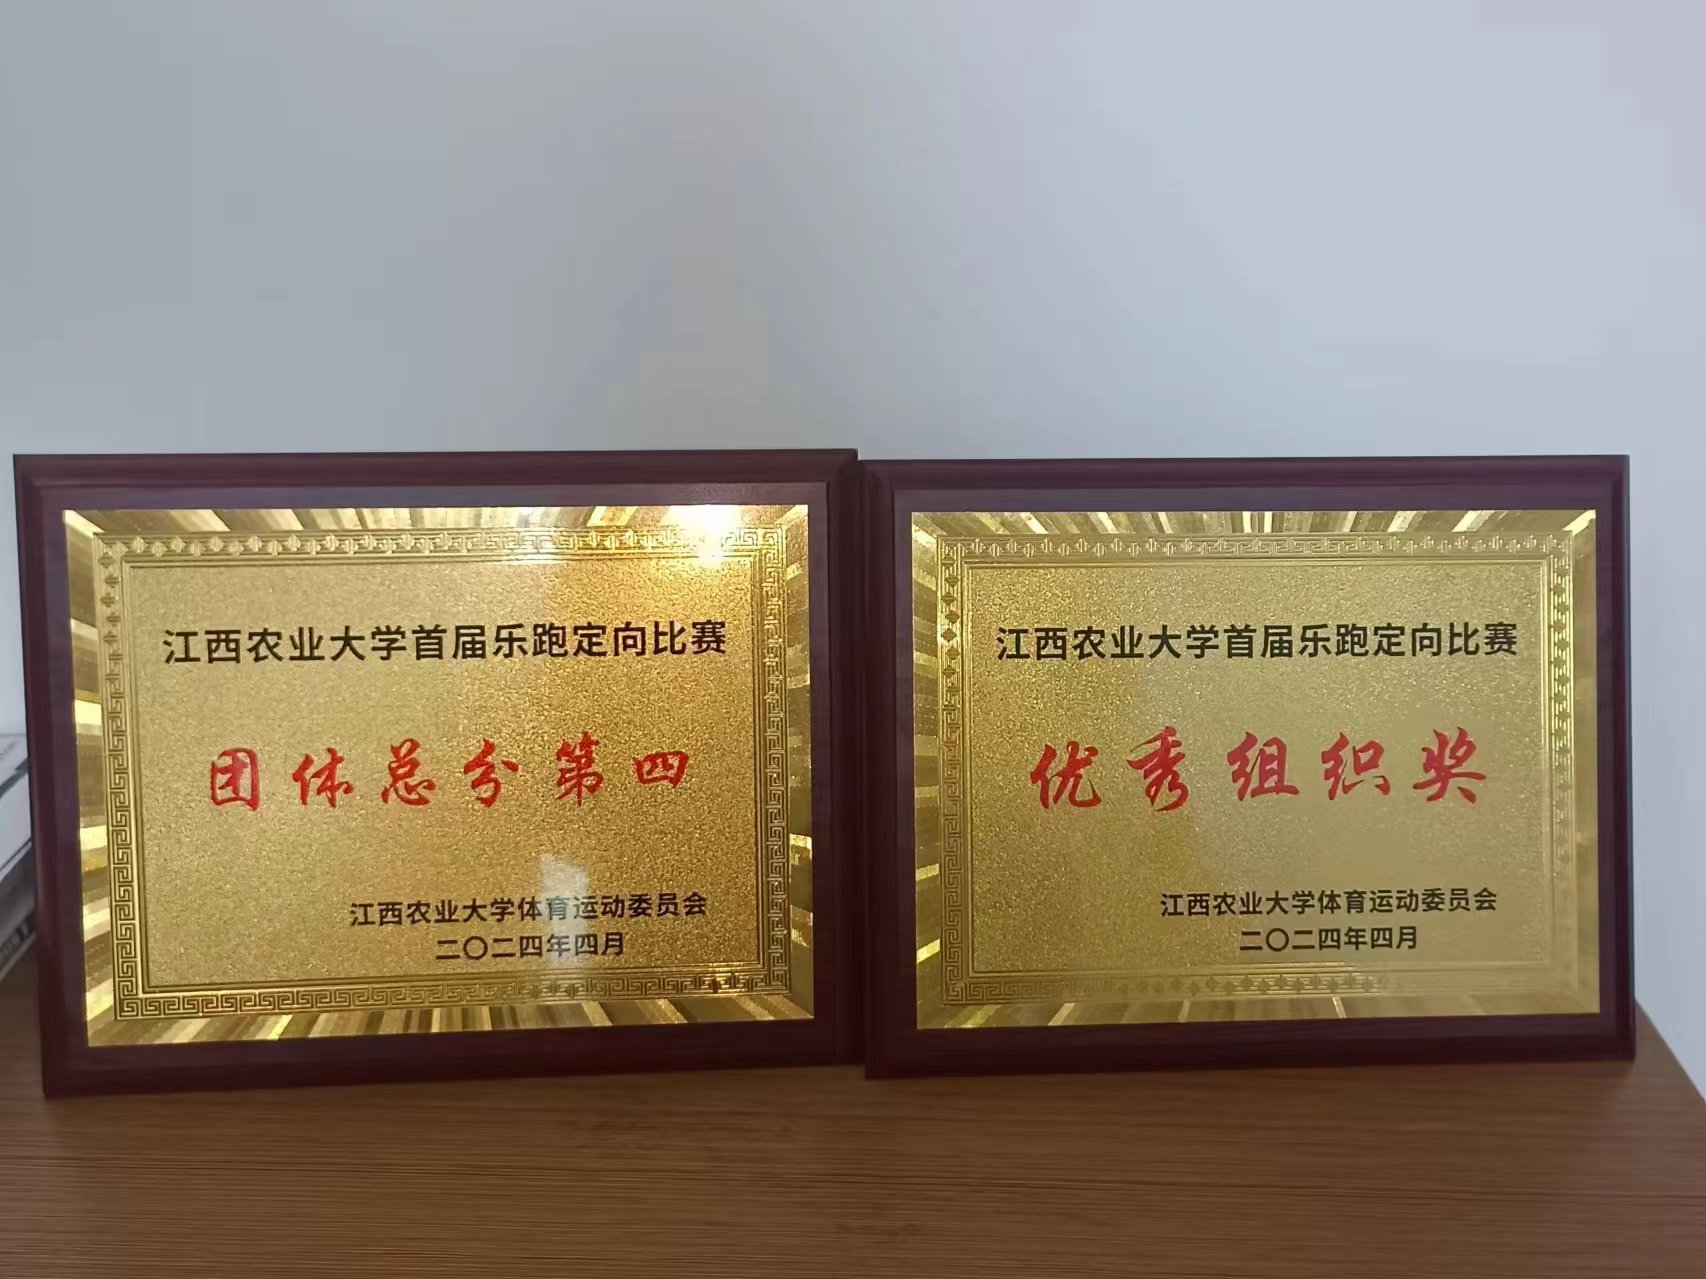 江西农业大学首届乐跑定向比赛
团体总分第四
江西农业大学体育运动委员会
二〇二四年四月
江西农业大学首届乐跑定向比赛
优秀组织奖
江西农业大学体育运动委员会
二〇二四年四月